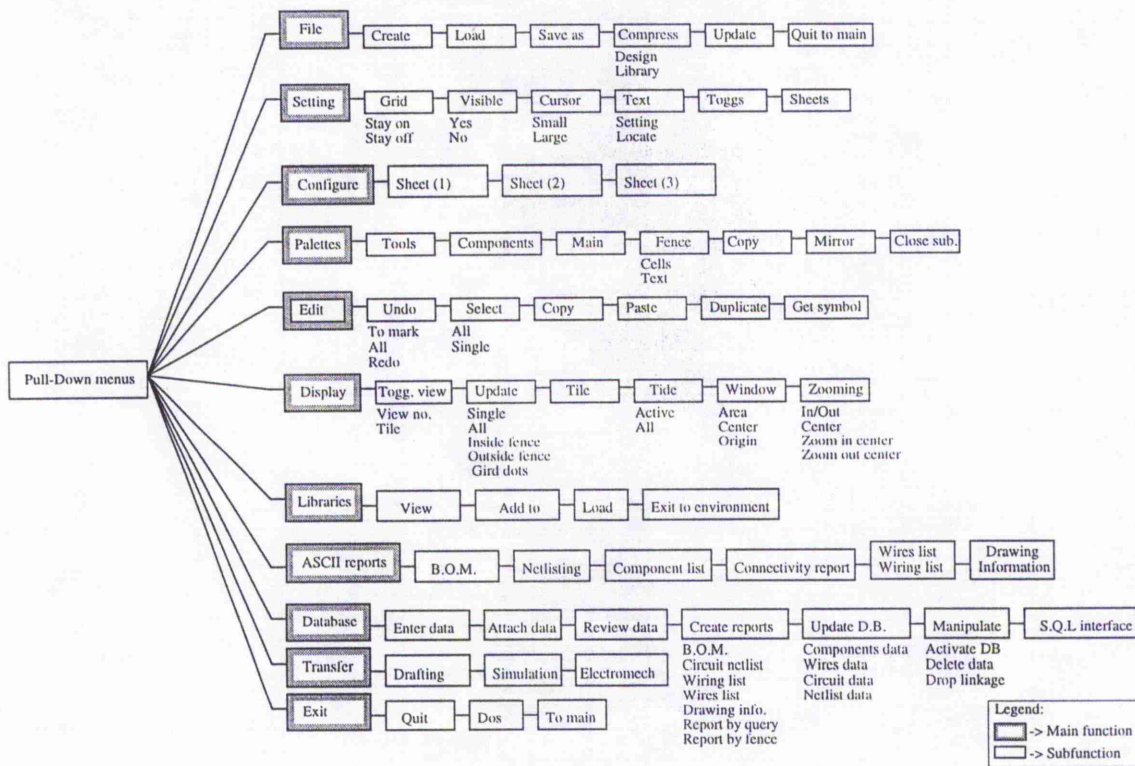 File
Create
Load
Save as
Compress
Update
Quit to main
Design
Library
Setting
Grid
Visible
Cursor
Text
Toggs
Sheets
Stay on
Stay off
Yes
No
Small
Large
Setting
Locate
Configure
Sheet (1)
Sheet (2)
Sheet (3)
Palettes
Tools
Components
Main
Fence
Copy
Mirror
Close sub.
Cells
Text
Edit
Undo
Select
Copy
Paste
Duplicate
Get symbol
To mark
All
Redo
All
Single
Pull-Down menus
Display
Togg. view
Update
Tile
Tide
Window
Zooming
View no.
Tile
Single
All
Inside fence
Outside fence
Gird dots
Active
All
Area
Center
Origin
In/Out
Center
Zoom in center
Zoom out center
Libraries
View
Add to
Load
Exit to environment
ASCII reports
B.O.M.
Netlisting
Component list
Connectivity report
Wires list
Wiring list
Drawing
Information
Database
Enter data
Attach data
Review data
Create reports
Update D.B.
Manipulate
S.Q.L interface
B.O.M.
Circuit netlist
Wiring list
Wires list
Drawing info.
Report by query
Report by fence
Components data
Wires data
Circuit data
Netlist data
Activate DB
Delete data
Drop linkage
Transfer
Drafting
Simulation
Electromech
Exit
Quit
Dos
To main
Legend:
-> Main function
-> Subfunction